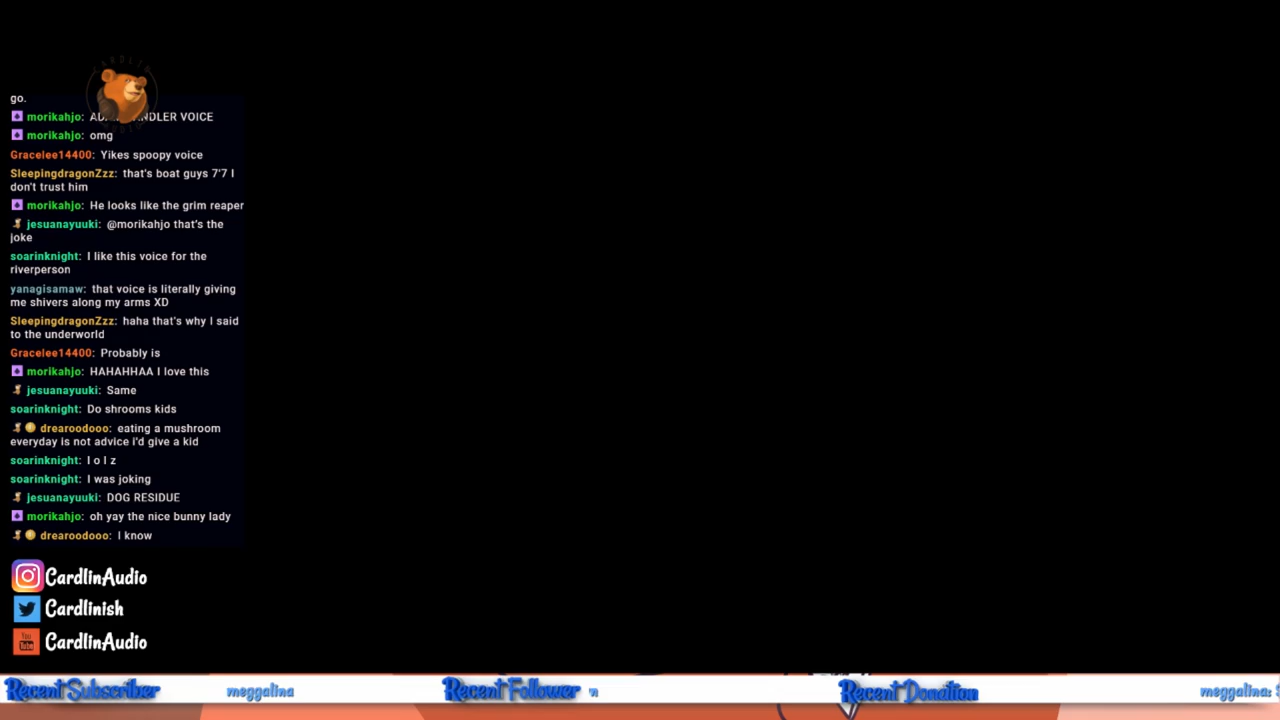 go.
morikahjo: NDLER VOICE
morikahjo: omg
Gracelee14400: Yikes spoopy voice
SleepingdragonZzz: that's boat guys 7'7 I
don't trust him
morikahjo: He looks like the grim reaper
jesuanayuuki: @morikahjo that's the
joke
soarinknight: I like this voice for the
riverperson
yanagisamaw: that voice is literally giving
me shivers along my arms XD
SleepingdragonZzz: haha that's why I said
to the underworld
Gracelee14400: Probably is
morikahjo: HAHAHHAA I love this
jesuanayuuki: Same
soarinknight: Do shrooms kids
drearoodooo: eating a mushroom
everyday is not advice i'd give a kid
soarinknight: l o l z
soarinknight: I was joking
jesuanayuuki: DOG RESIDUE
morikahjo: oh yay the nice bunny lady
drearoodooo: I know
CardlinAudio
Cardlinish
You Tube CardlinAudio
Recent Subscriber meggalina Recent Follower n Recent Donation meggalina: